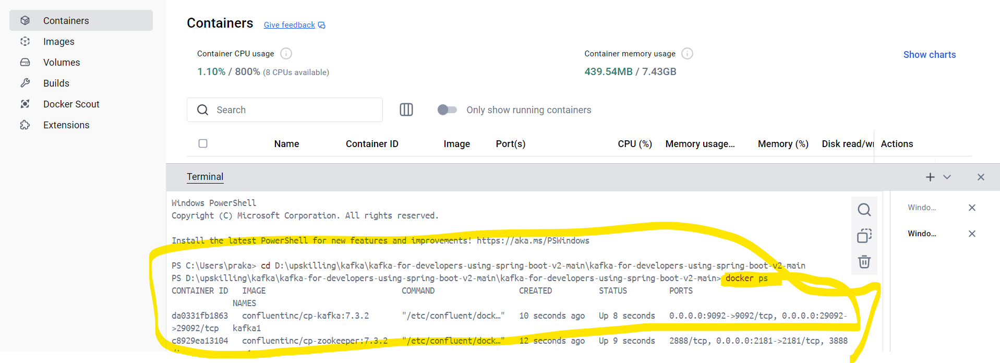 Containers
Images
Volumes
Builds
Docker Scout
Extensions
Containers Give feedback
Container CPU usage
1.10% / 800% (8 CPUs available)
Container memory usage
439.54MB / 7.43GB
Show charts
Search
Only show running containers
Name Container ID Image Port(s) CPU (%) Memory usage... Memory (%) Disk read/wr Actions
Terminal
Windows PowerShell
Copyright (C) Microsoft Corporation. All rights reserved.
Install the latest PowerShell for new features and improvements! https://aka.ms/PSWindows
PS C:\Users\praka> cd D:\upskilling\kafka\kafka-for-developers-using-spring-boot-v2-main\kafka-for-developers-using-spring-boot-v2-main
PS D:\upskilling\kafka\kafka-for-developers-using-spring-boot-v2-main\kafka-for-developers-using-spring-boot-v2-main> docker ps
CONTAINER ID IMAGE COMMAND CREATED STATUS PORTS
NAMES
da0331fb1863 confluentinc/cp-kafka:7.3.2 "/etc/confluent/dock…" 10 seconds ago Up 8 seconds 0.0.0.0:9092->9092/tcp, 0.0.0.0:29092-
>29092/tcp kafka1
c8929ea13104 confluentinc/cp-zookeeper:7.3.2 "/etc/confluent/dock…" 12 seconds ago Up 9 seconds 2888/tcp, 0.0.0.0:2181->2181/tcp, 3888
Windo...
Windo...